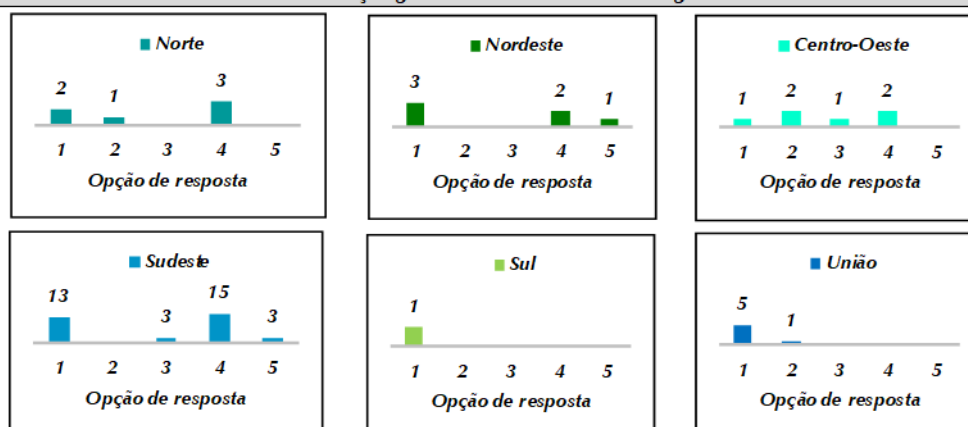 Norte
2 1 3
1 2 3 4 5
Opção de resposta
Nordeste
3 2 1
1 2 3 4 5
Opção de resposta
Centro-Oeste
1 2 1 2
1 2 3 4 5
Opção de resposta
Sudeste
13 3 15 3
1 2 3 4 5
Opção de resposta
Sul
1
1 2 3 4 5
Opção de resposta
União
5 1
1 2 3 4 5
Opção de resposta